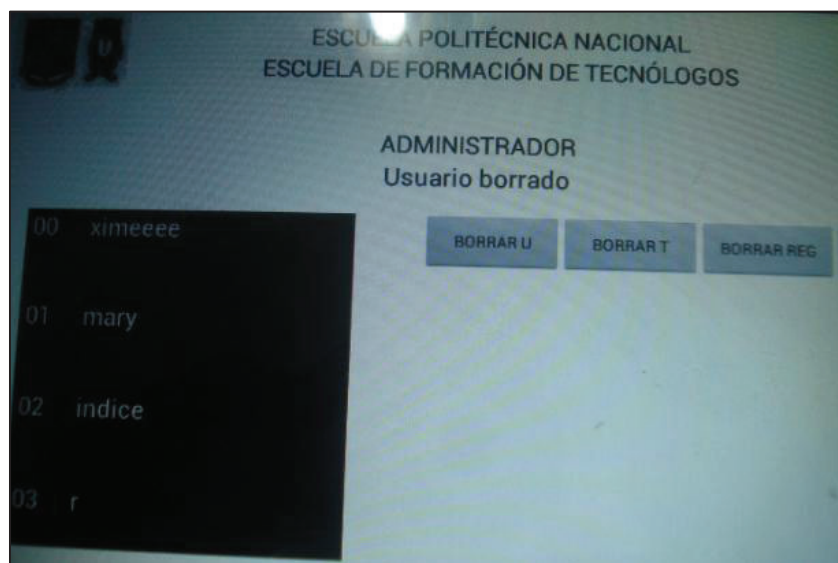 ESCUELA POLITÉCNICA NACIONAL
ESCUELA DE FORMACIÓN DE TECNÓLOGOS
ADMINISTRADOR
Usuario borrado
00 ximeeee
01 mary
02 indice
03 r
BORRAR U BORRAR T BORRAR REG